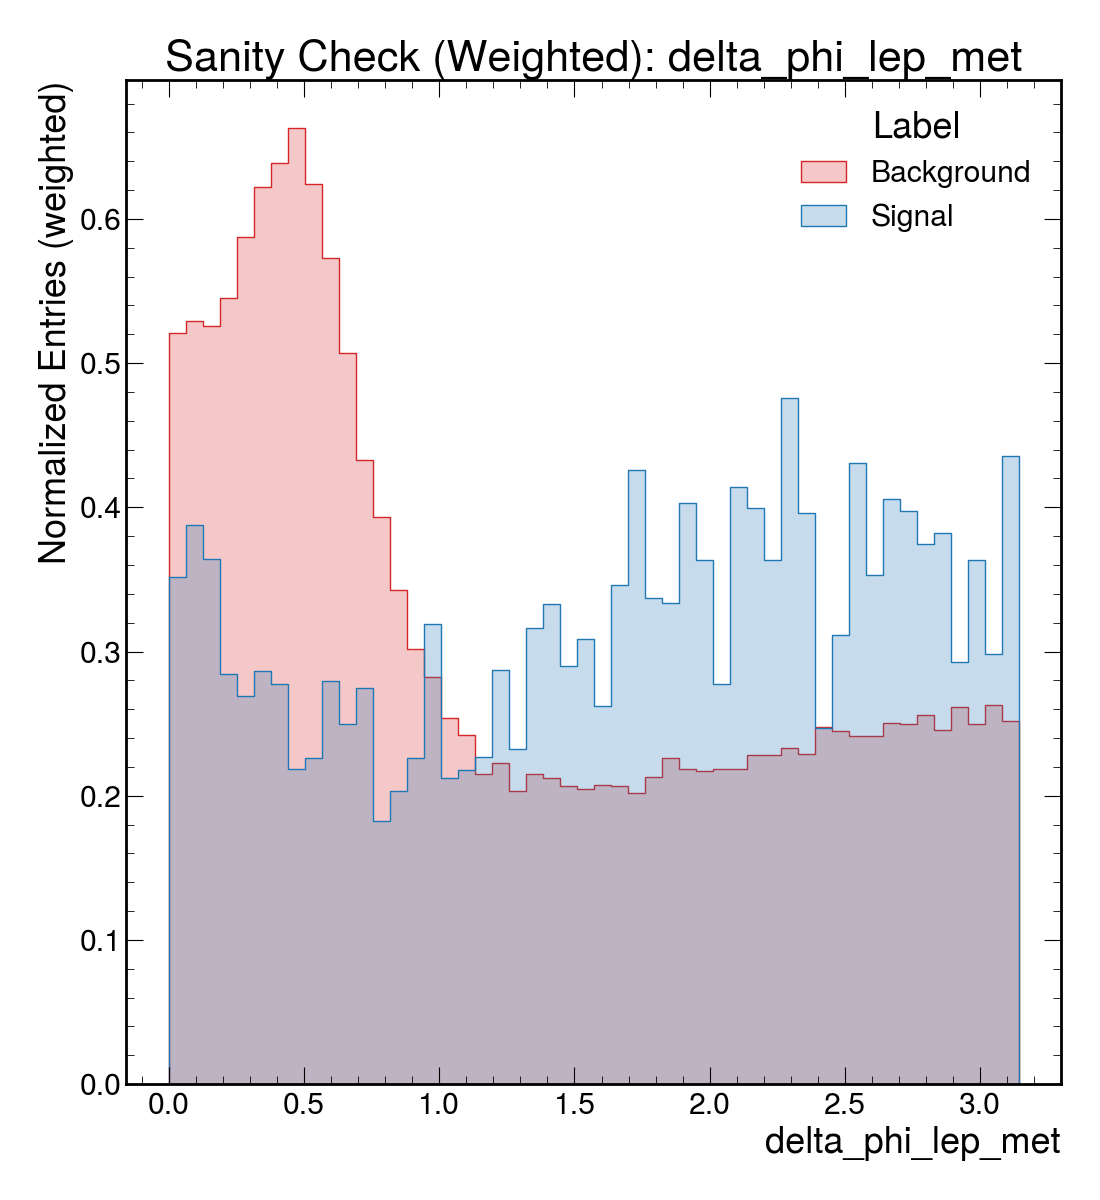 Sanity Check (Weighted): delta_phi_lep_met
Normalized Entries (weighted)
Label
Background
Signal
0.6
0.5
0.4
0.3
0.2
0.1
0.0
0.0 0.5 1.0 1.5 2.0 2.5 3.0
delta_phi_lep_met